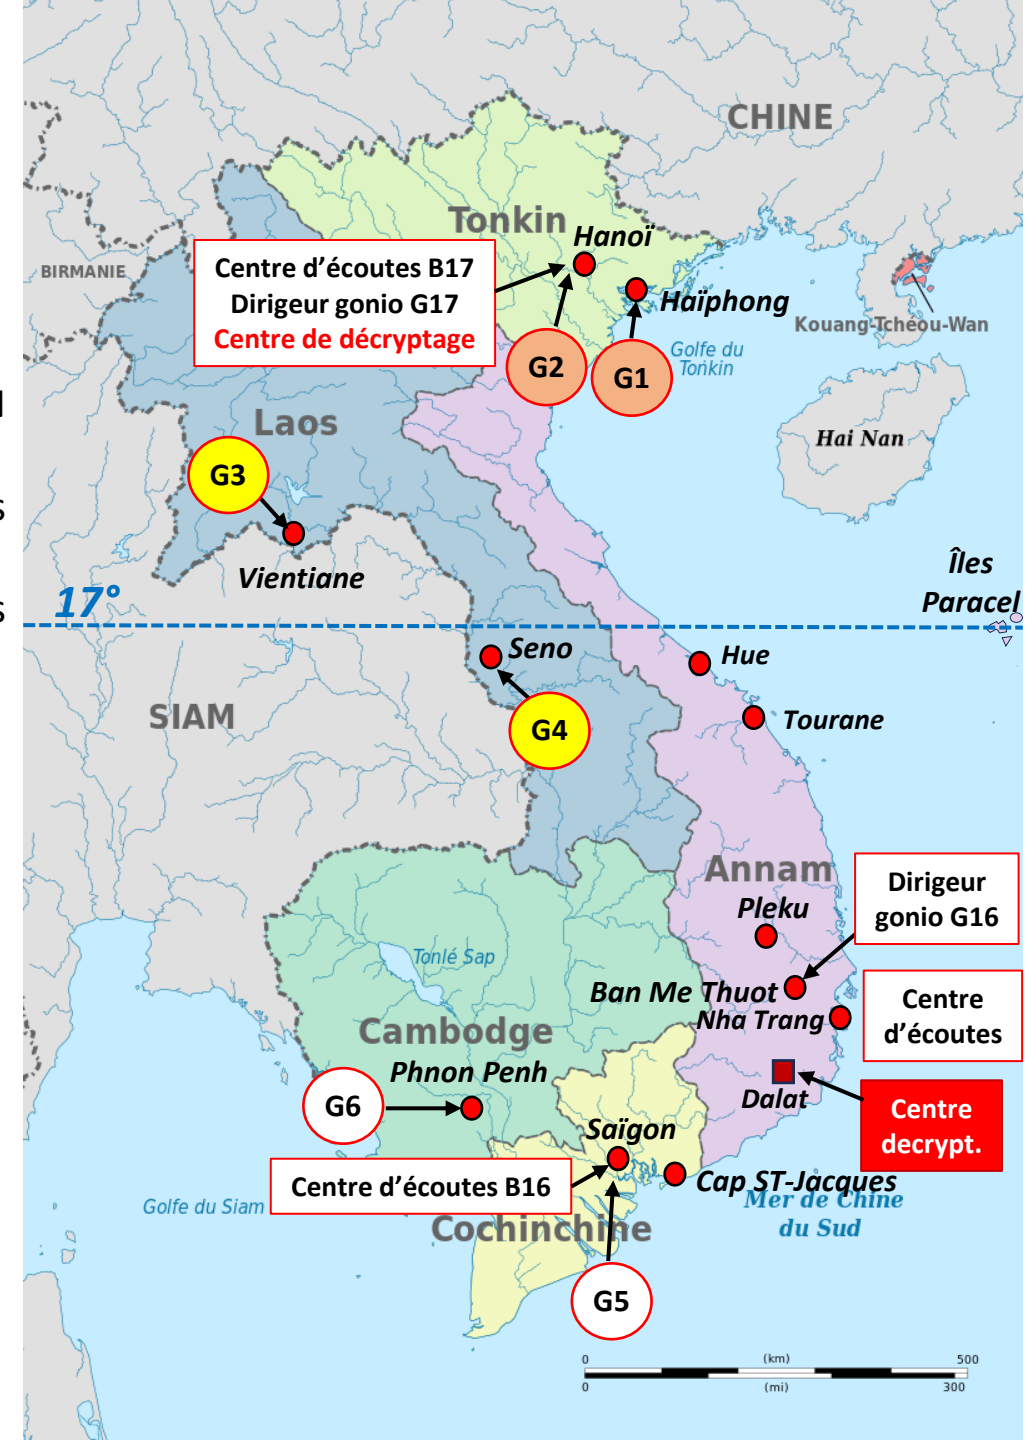 CHINE
Tonkin
Hanoï
Centre d’écoutes B17
Dirigeur gonio G17
Centre de décryptage
BIRMANIE
Haïphong
Kouang-Tchéou-Wan
G2
G1
Golfe du
Tonkin
Laos
Hai Nan
G3
s
Vientiane
Îles
Paracel
17°
s
Seno
Hue
SIAM
G4
Tourane
Annam
Pleku
Dirigeur
gonio G16
Tonlé Sap
Ban Me Thuot
Nha Trang
Centre
d’écoutes
Cambodge
Phnon Penh
G6
Dalat
Centre
decrypt.
Saïgon
Centre d’écoutes B16
Cap ST-Jacques
Golfe du Siam
Mer de Chine
du Sud
Cochinchine
G5
0
(km)
500
0
(mi)
300